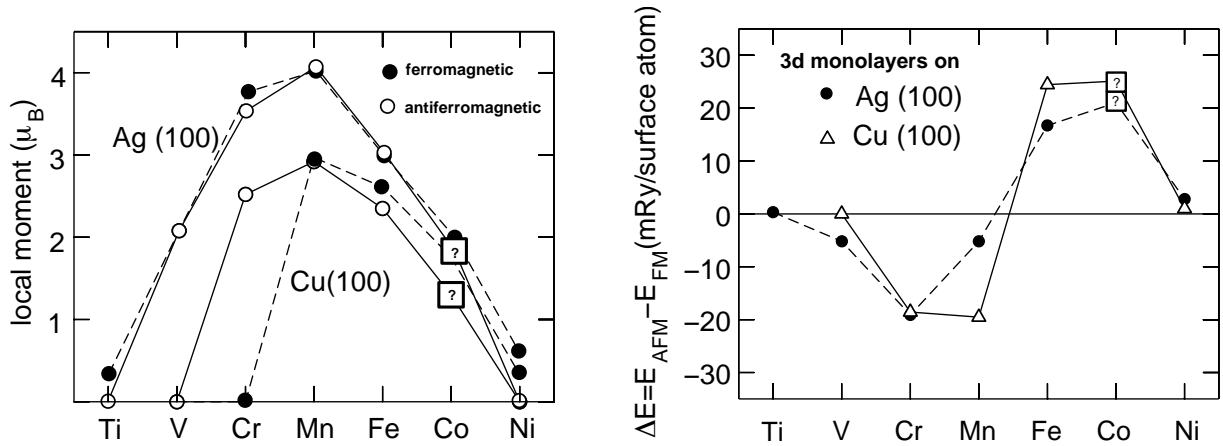 local moment (μB)
4
3
2
1
ferromagnetic
antiferromagnetic
Ag (100)
Cu(100)
?
?
Ti V Cr Mn Fe Co Ni
ΔE=EAFM−EFM(mRy/surface atom)
30
20
10
0
−10
−20
−30
3d monolayers on
Ag (100)
Cu (100)
?
?
Ti V Cr Mn Fe Co Ni